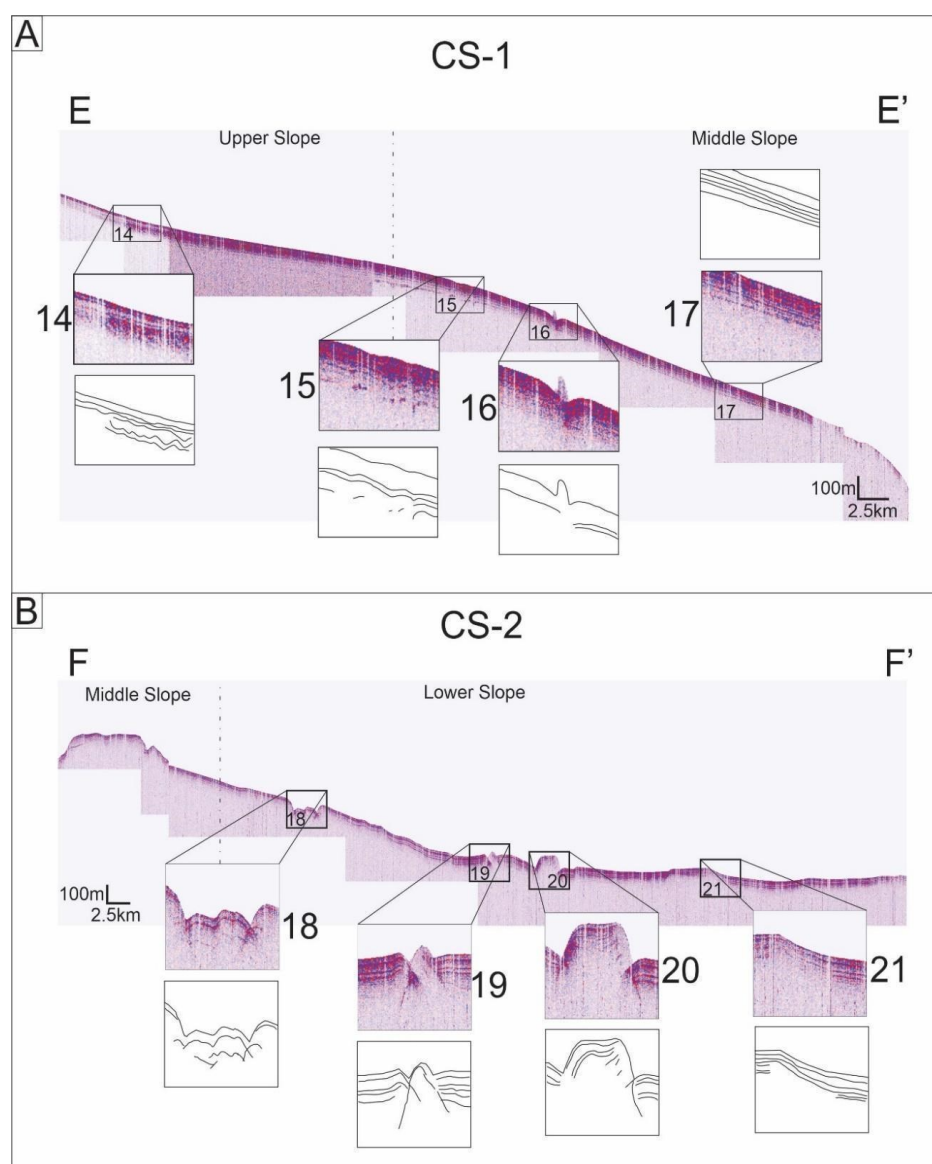 A
CS-1
E E'
Upper Slope Middle Slope
14
14
15
15
16
16
17
17
100m
2.5km
B
CS-2
F F'
Middle Slope Lower Slope
18
19
20
21
100m
2.5km
18
19
20
21